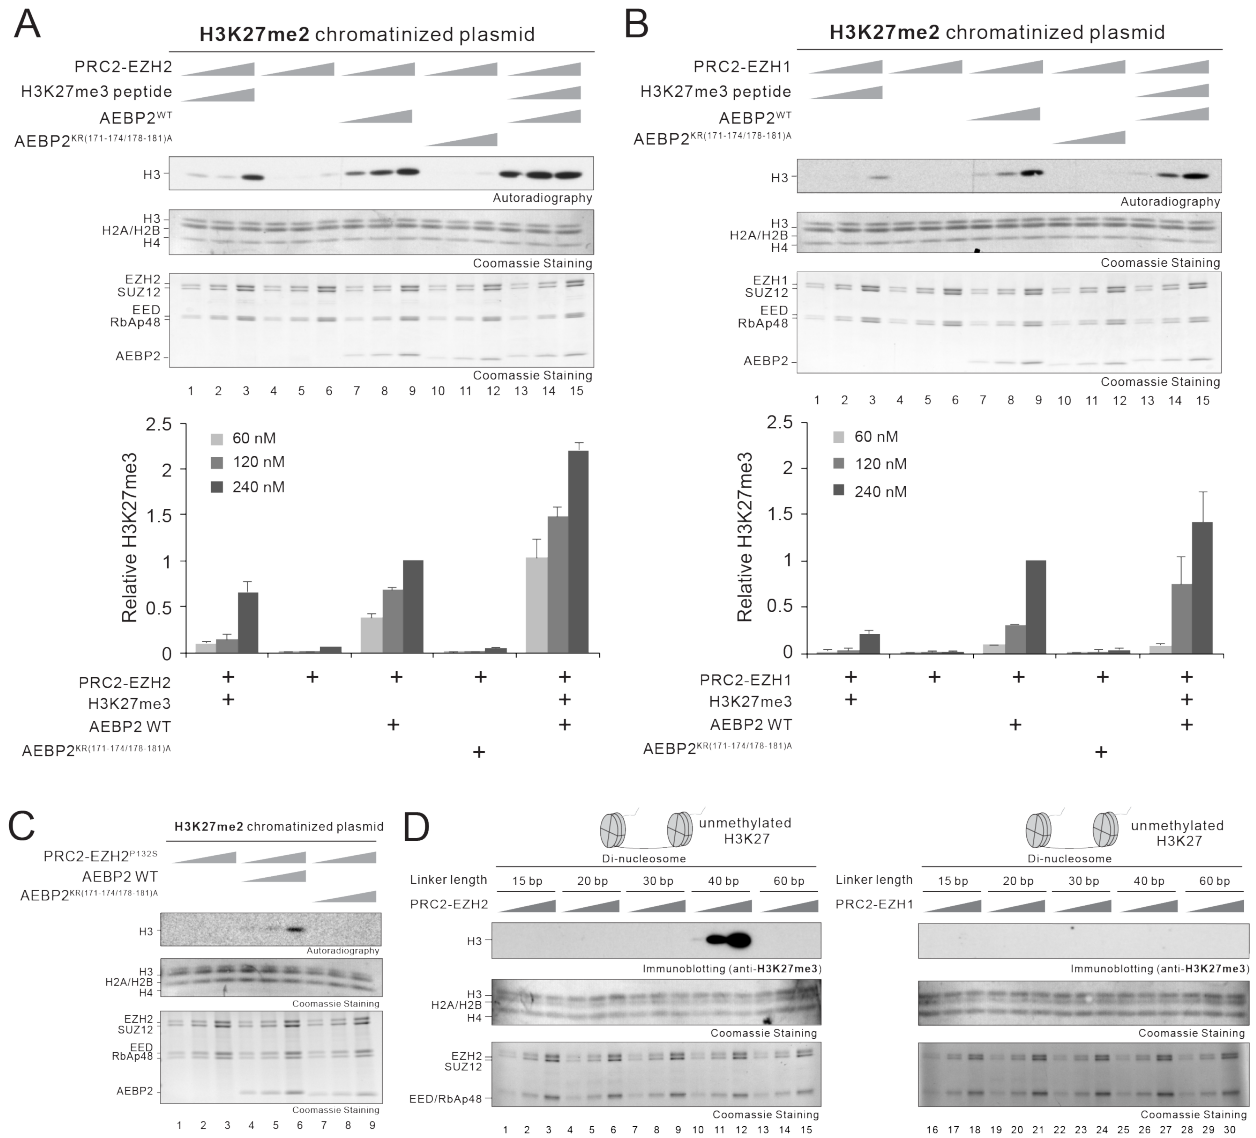 A
H3K27me2 chromatinized plasmid
PRC2-EZH2
H3K27me3 peptide
AEBP2WT
AEBP2KR(171-174/178-181)A
H3
Autoradiography
H3
H2A/H2B
H4
Coomassie Staining
EZH2
SUZ12
EED
RbAp48
AEBP2
Coomassie Staining
1 2 3 4 5 6 7 8 9 10 11 12 13 14 15
2.5
2
1.5
1
0.5
0
Relative H3K27me3
60 nM
120 nM
240 nM
PRC2-EZH2 + + + + +
H3K27me3 + +
AEBP2 WT + +
AEBP2KR(171-174/178-181)A +
B
H3K27me2 chromatinized plasmid
PRC2-EZH1
H3K27me3 peptide
AEBP2WT
AEBP2KR(171-174/178-181)A
H3
Autoradiography
H3
H2A/H2B
H4
Coomassie Staining
EZH1
SUZ12
EED
RbAp48
AEBP2
Coomassie Staining
1 2 3 4 5 6 7 8 9 10 11 12 13 14 15
2.5
2
1.5
1
0.5
0
Relative H3K27me3
60 nM
120 nM
240 nM
PRC2-EZH1 + + + + +
H3K27me3 + +
AEBP2 WT + +
AEBP2KR(171-174/178-181)A +
C
H3K27me2 chromatinized plasmid
PRC2-EZH2P132S
AEBP2 WT
AEBP2KR(171-174/178-181)A
H3
Autoradiography
H3
H2A/H2B
H4
Coomassie Staining
EZH2
SUZ12
EED
RbAp48
AEBP2
Coomassie Staining
1 2 3 4 5 6 7 8 9
D
unmethylated
H3K27
Di-nucleosome
Linker length 15 bp 20 bp 30 bp 40 bp 60 bp
PRC2-EZH2
H3
Immunoblotting (anti-H3K27me3)
H3
H2A/H2B
H4
Coomassie Staining
EZH2
SUZ12
EED/RbAp48
Coomassie Staining
1 2 3 4 5 6 7 8 9 10 11 12 13 14 15
unmethylated
H3K27
Di-nucleosome
Linker length 15 bp 20 bp 30 bp 40 bp 60 bp
PRC2-EZH1
Immunoblotting (anti-H3K27me3)
Coomassie Staining
Coomassie Staining
16 17 18 19 20 21 22 23 24 25 26 27 28 29 30